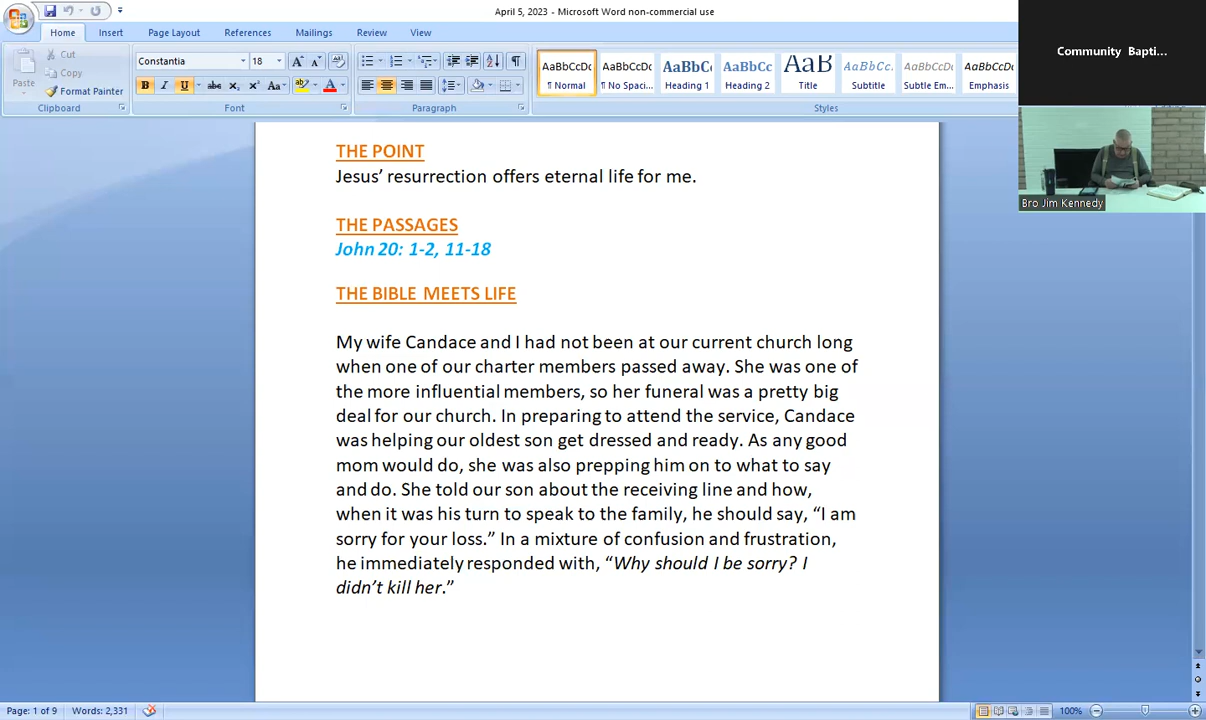 April 5, 2023 - Microsoft Word non-commercial use
Home Insert Page Layout References Mailings Review View
Paste
Cut
Copy
Format Painter
Clipboard
Constantia 18
B I U abc X₂ X² Aa
Font
Paragraph
AaBbCcDc AaBbCcDc AaBbCc AaBbCc AaB AaBbCc. AaBbCcDc AaBbCcDc
¶ Normal ¶ No Spaci... Heading 1 Heading 2 Title Subtitle Subtle Em... Emphasis
Styles
Community Bapti...
Bro Jim Kennedy
THE POINT
Jesus’ resurrection offers eternal life for me.
THE PASSAGES
John 20: 1-2, 11-18
THE BIBLE MEETS LIFE
My wife Candace and I had not been at our current church long
when one of our charter members passed away. She was one of
the more influential members, so her funeral was a pretty big
deal for our church. In preparing to attend the service, Candace
was helping our oldest son get dressed and ready. As any good
mom would do, she was also prepping him on to what to say
and do. She told our son about the receiving line and how,
when it was his turn to speak to the family, he should say, “I am
sorry for your loss.” In a mixture of confusion and frustration,
he immediately responded with, “Why should I be sorry? I
didn’t kill her.”
Page: 1 of 9 Words: 2,331 100%